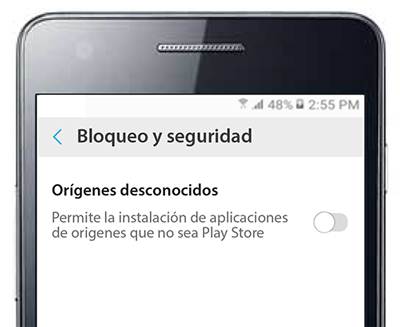 48% 2:55 PM
Bloqueo y seguridad
Orígenes desconocidos
Permite la instalación de aplicaciones
de origenes que no sea Play Store